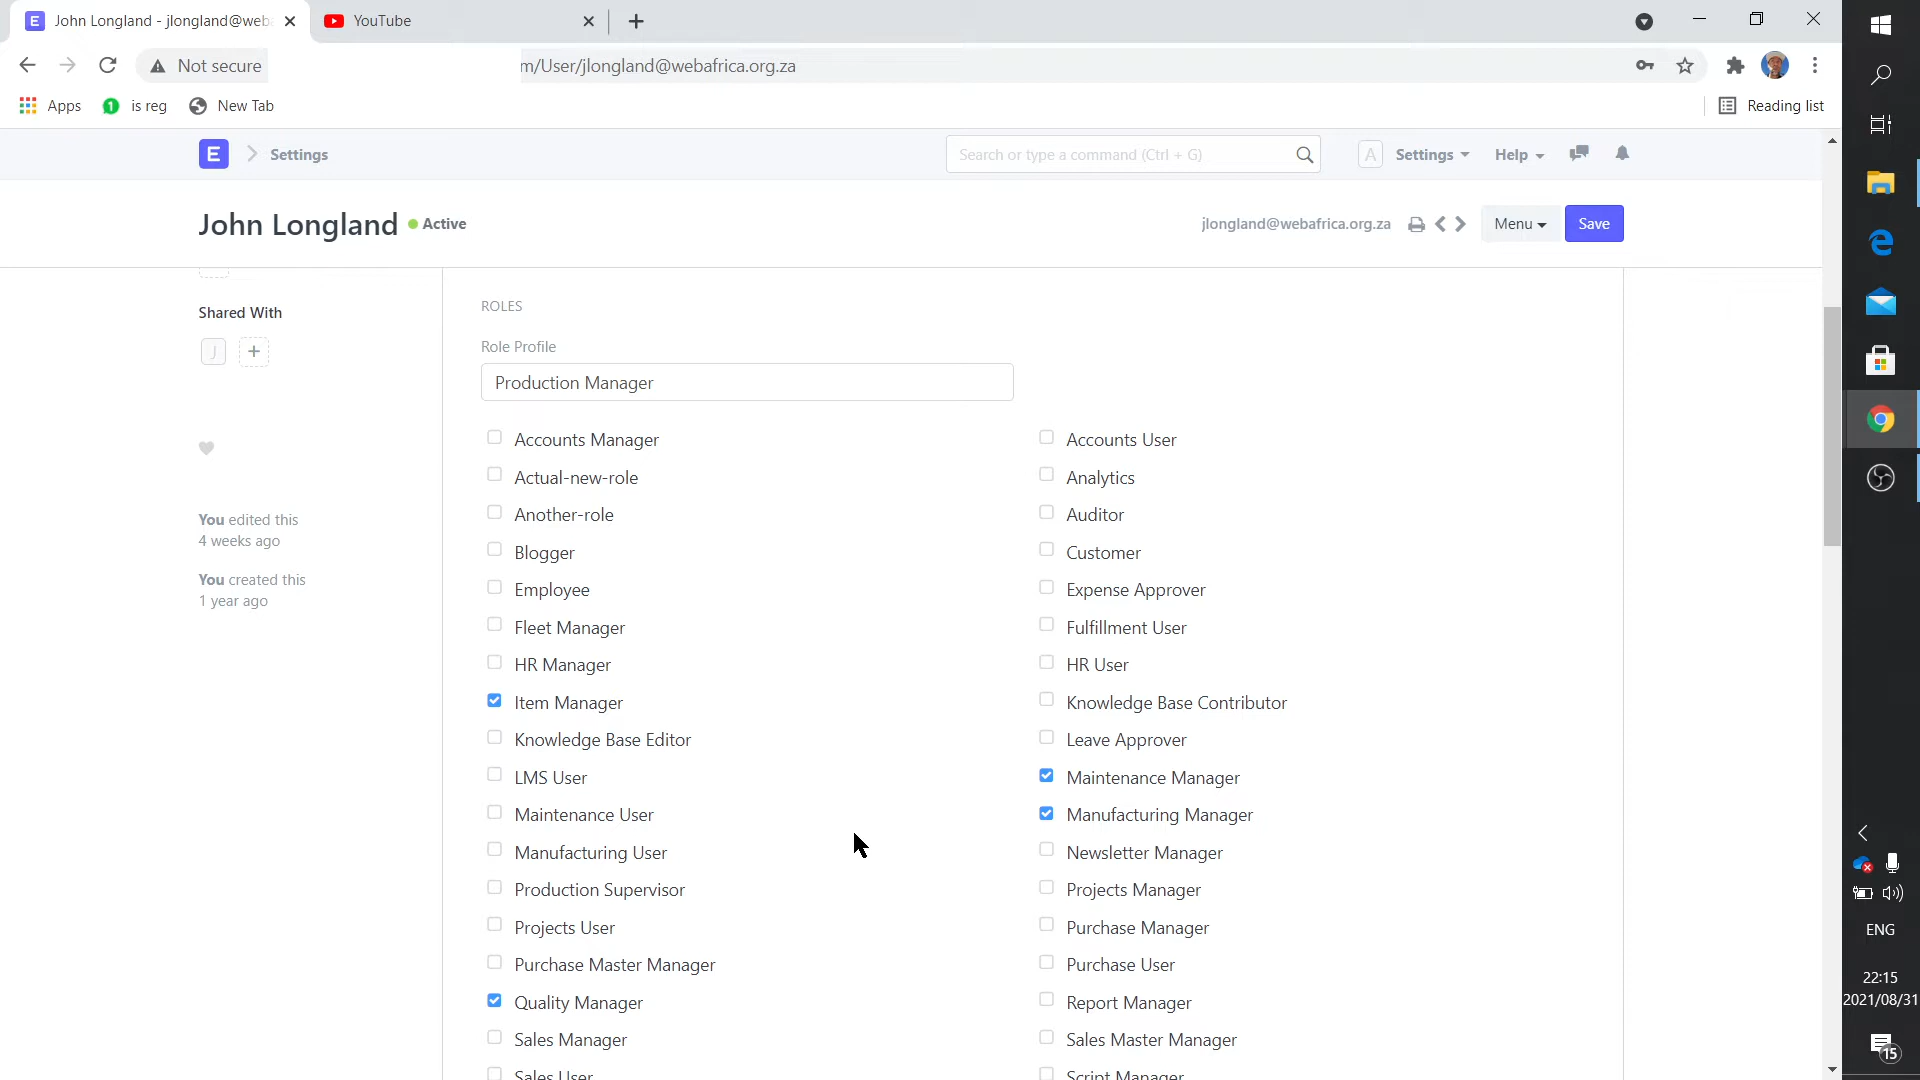 E John Longland - jlongland@web
YouTube
Not secure
m/User/jlongland@webafrica.org.za
Apps
1 is reg
New Tab
Reading list
E Settings
Search or type a command (Ctrl + G)
A Settings
Help
John Longland Active
jlongland@webafrica.org.za
Menu
Save
Shared With
J +
You edited this
4 weeks ago
You created this
1 year ago
ROLES
Role Profile
Production Manager
Accounts Manager
Accounts User
Actual-new-role
Analytics
Another-role
Auditor
Blogger
Customer
Employee
Expense Approver
Fleet Manager
Fulfillment User
HR Manager
HR User
Item Manager
Knowledge Base Contributor
Knowledge Base Editor
Leave Approver
LMS User
Maintenance Manager
Maintenance User
Manufacturing Manager
Manufacturing User
Newsletter Manager
Production Supervisor
Projects Manager
Projects User
Purchase Manager
Purchase Master Manager
Purchase User
Quality Manager
Report Manager
Sales Manager
Sales Master Manager
Sales User
Script Manager
ENG
22:15
2021/08/31
15